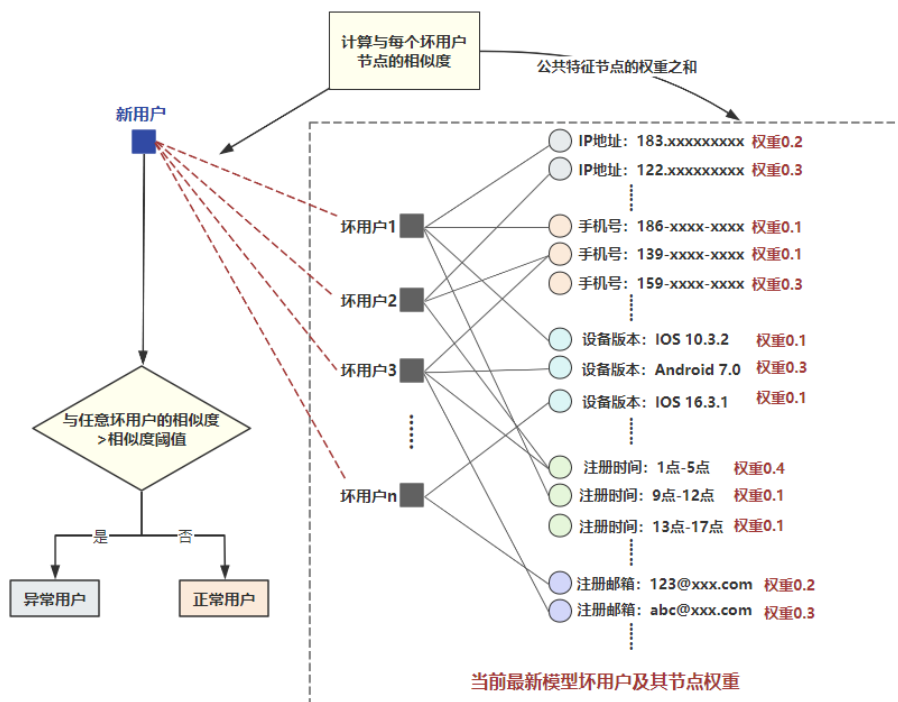 计算与每个坏用户
节点的相似度
公共特征节点的权重之和
新用户
IP地址：183.xxxxxxxxx 权重0.2
IP地址：122.xxxxxxxxx 权重0.3
坏用户1
手机号：186-xxxx-xxxx 权重0.1
手机号：139-xxxx-xxxx 权重0.1
手机号：159-xxxx-xxxx 权重0.3
坏用户2
设备版本：IOS 10.3.2 权重0.1
坏用户3
设备版本：Android 7.0 权重0.3
设备版本：IOS 16.3.1 权重0.1
与任意坏用户的相似度
>相似度阈值
注册时间：1点-5点 权重0.4
坏用户n
注册时间：9点-12点 权重0.1
注册时间：13点-17点 权重0.1
是
否
注册邮箱：123@xxx.com 权重0.2
异常用户
正常用户
注册邮箱：abc@xxx.com 权重0.3
当前最新模型坏用户及其节点权重